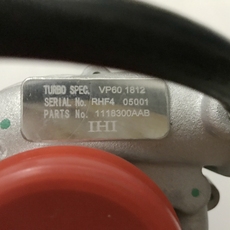 TURBO SPEC. VP60,1812
SERIAL No. RHF4 05001
PARTS No. 1118300AAB
IHI